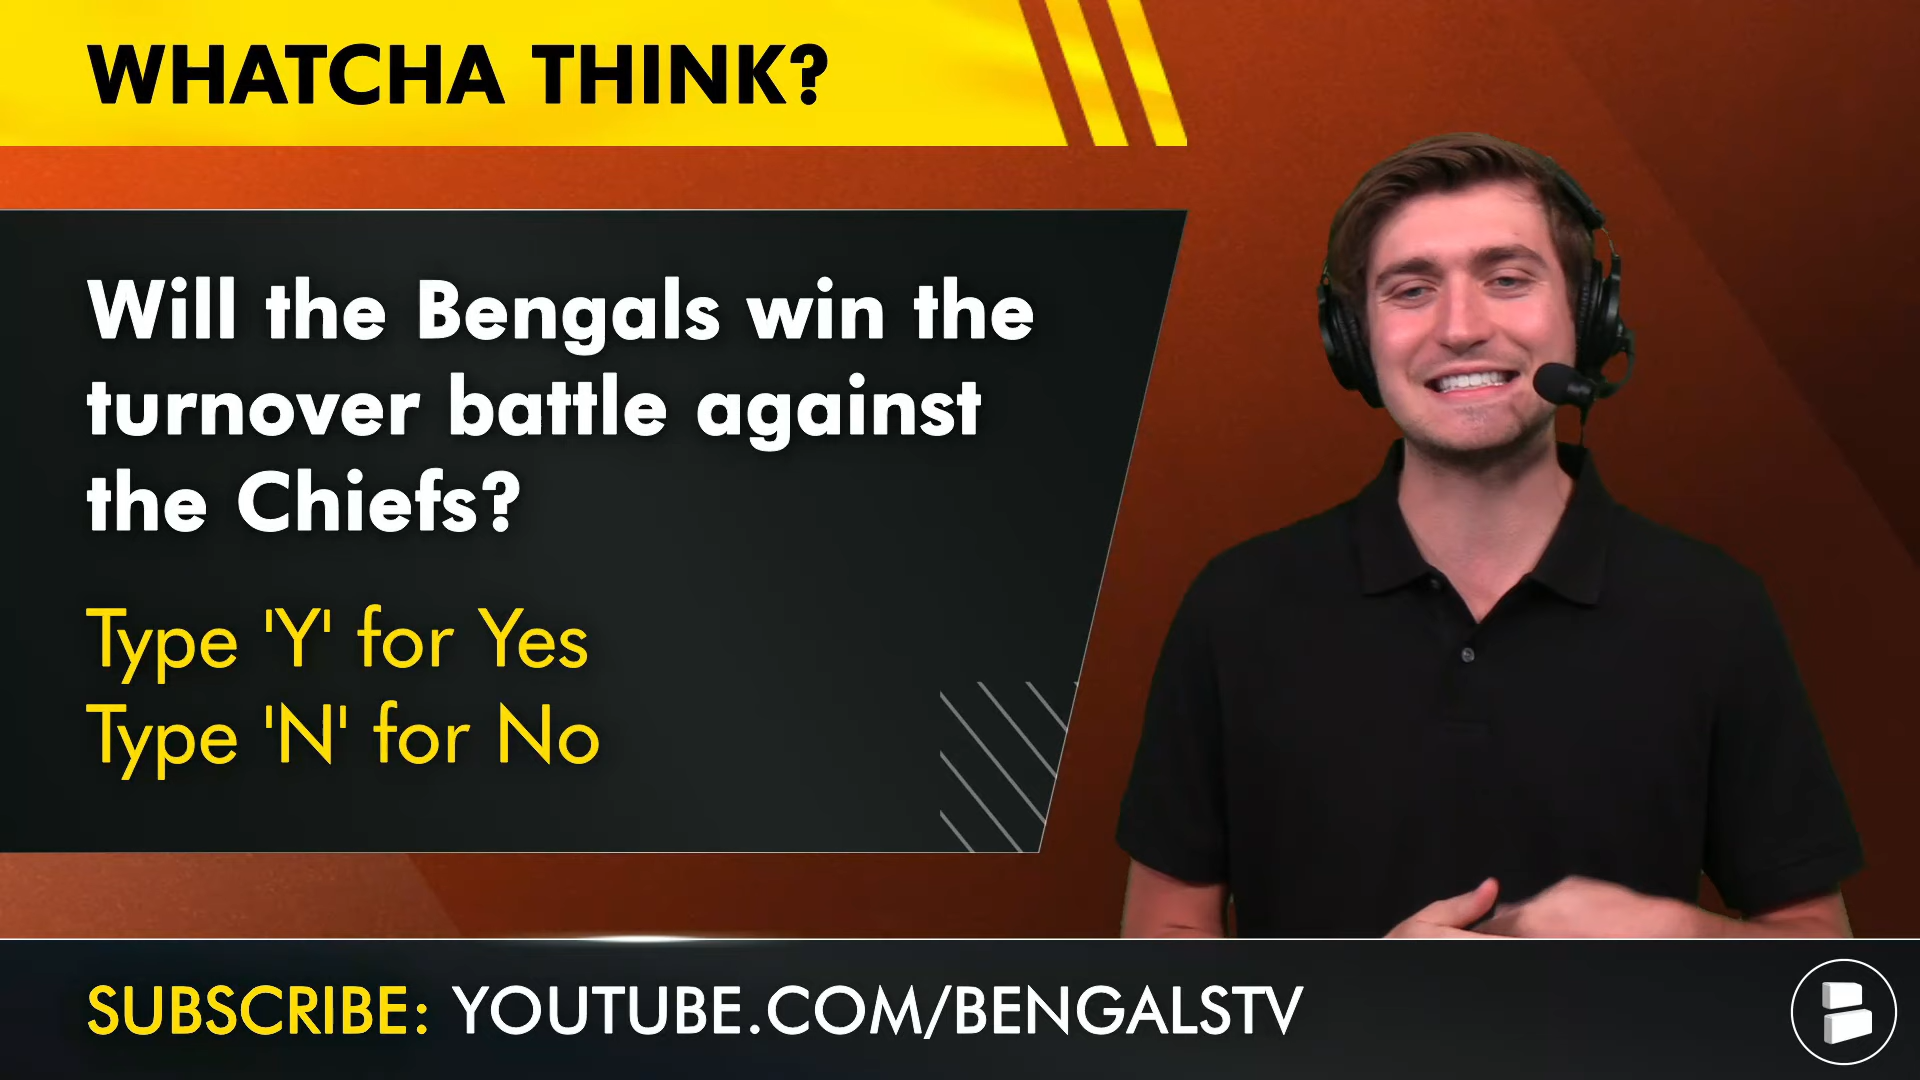 WHATCHA THINK?
Will the Bengals win the
turnover battle against
the Chiefs?
Type 'Y' for Yes
Type 'N' for No
SUBSCRIBE: YOUTUBE.COM/BENGALSTV